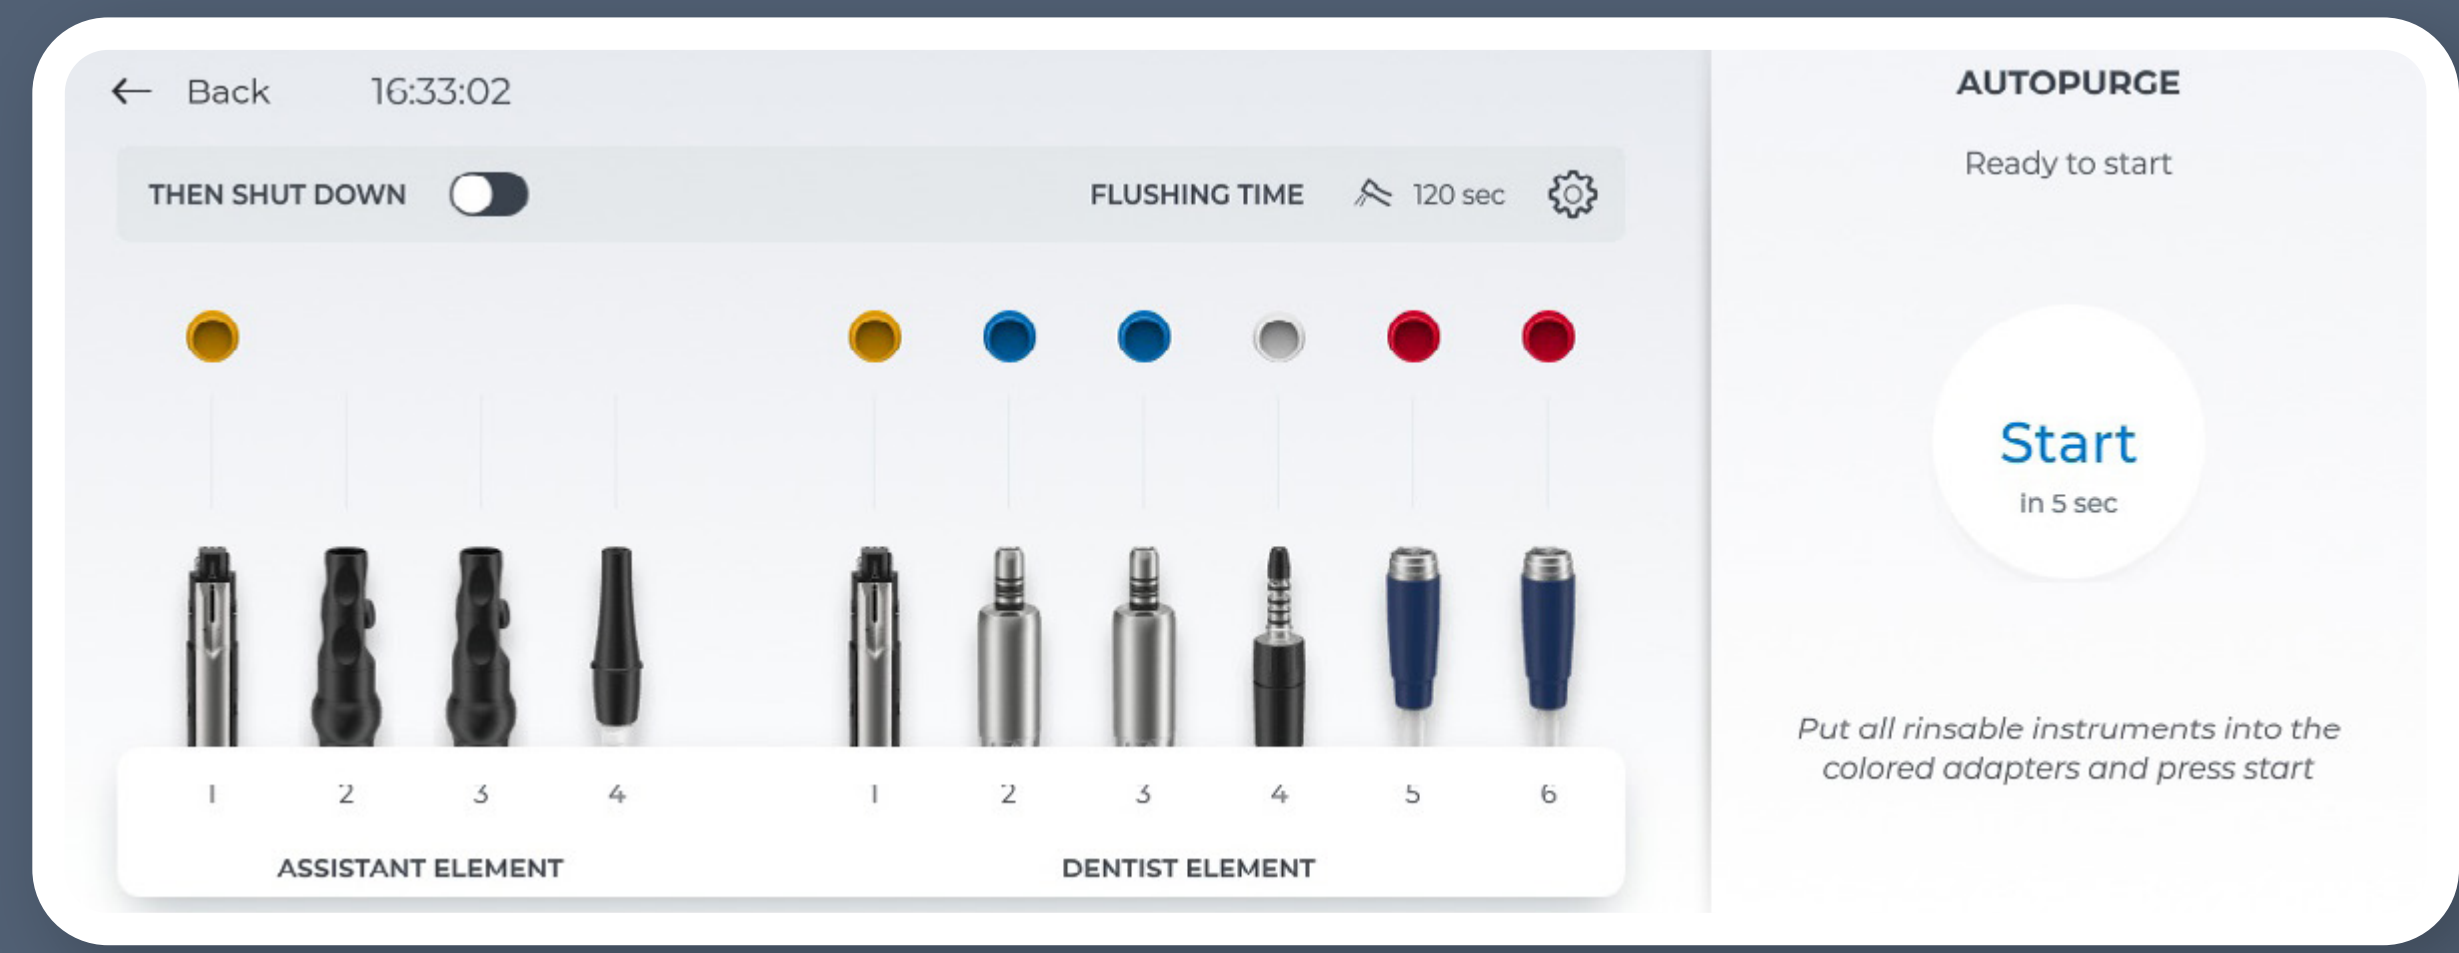 Back
16:33:02
THEN SHUT DOWN
FLUSHING TIME
120 sec
1 2 3 4
ASSISTANT ELEMENT
1 2 3 4 5 6
DENTIST ELEMENT
AUTOPURGE
Ready to start
Start
in 5 sec
Put all rinsable instruments into the
colored adapters and press start